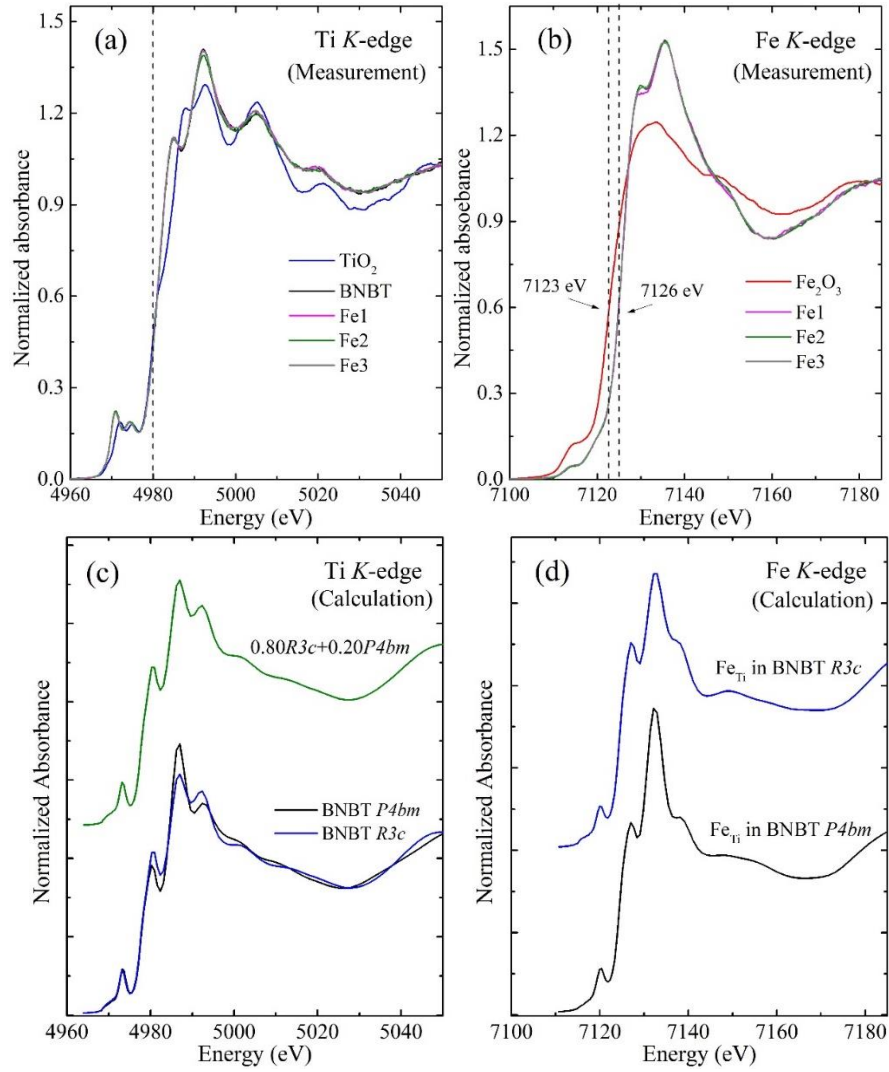 (a)
Ti K-edge
(Measurement)
Normalized absorbance
1.5
1.2
0.9
0.6
0.3
0.0
TiO₂
BNBT
Fe1
Fe2
Fe3
4960 4980 5000 5020 5040
Energy (eV)
(b)
Fe K-edge
(Measurement)
Normalized absoebance
1.5
1.2
0.9
0.6
0.3
0.0
7123 eV
7126 eV
Fe₂O₃
Fe1
Fe2
Fe3
7100 7120 7140 7160 7180
Energy (eV)
(c)
Ti K-edge
(Calculation)
Normalized Absorbance
0.80R3c+0.20P4bm
BNBT P4bm
BNBT R3c
4960 4980 5000 5020 5040
Energy (eV)
(d)
Fe K-edge
(Calculation)
Normalized Absorbance
Feₜᵢ in BNBT R3c
Feₜᵢ in BNBT P4bm
7100 7120 7140 7160 7180
Energy (eV)